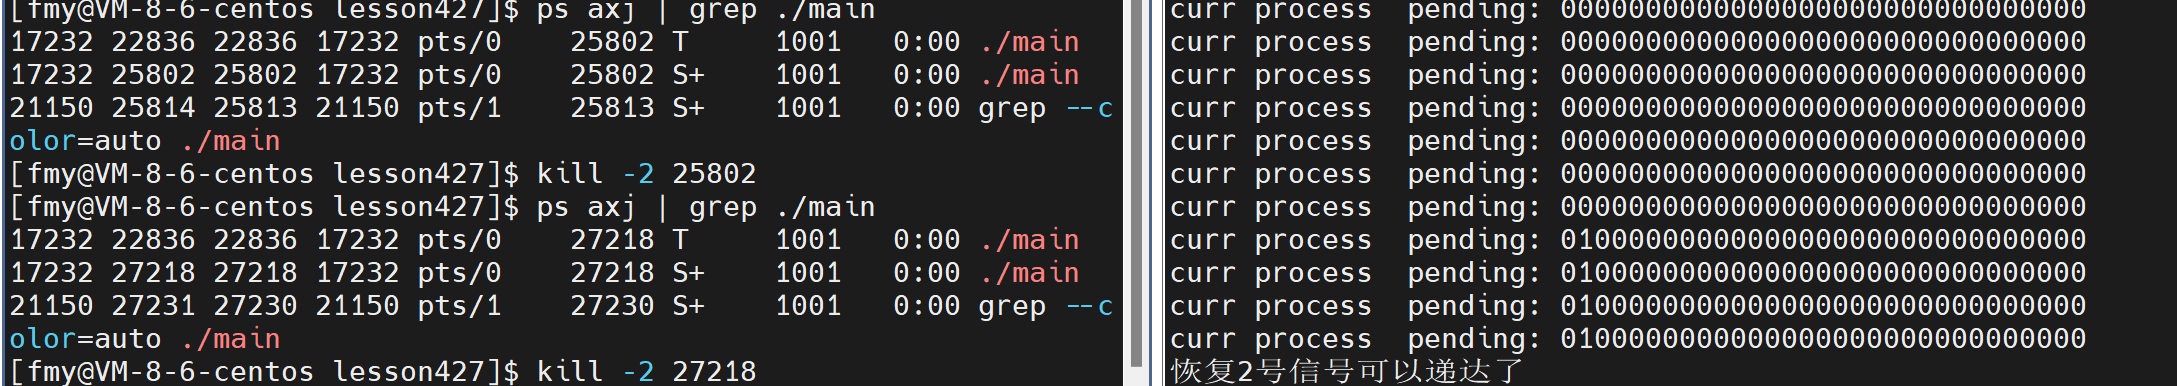 [fmy@VM-8-6-centos lesson427]$ ps axj | grep ./main
17232 22836 22836 17232 pts/0    25802 T     1001   0:00 ./main
17232 25802 25802 17232 pts/0    25802 S+    1001   0:00 ./main
21150 25814 25813 21150 pts/1    25813 S+    1001   0:00 grep --c
olor=auto ./main
[fmy@VM-8-6-centos lesson427]$ kill -2 25802
[fmy@VM-8-6-centos lesson427]$ ps axj | grep ./main
17232 22836 22836 17232 pts/0    27218 T     1001   0:00 ./main
17232 27218 27218 17232 pts/0    27218 S+    1001   0:00 ./main
21150 27231 27230 21150 pts/1    27230 S+    1001   0:00 grep --c
olor=auto ./main
[fmy@VM-8-6-centos lesson427]$ kill -2 27218
curr process  pending: 0000000000000000000000000000000
curr process  pending: 0000000000000000000000000000000
curr process  pending: 0000000000000000000000000000000
curr process  pending: 0000000000000000000000000000000
curr process  pending: 0000000000000000000000000000000
curr process  pending: 0000000000000000000000000000000
curr process  pending: 0000000000000000000000000000000
curr process  pending: 0100000000000000000000000000000
curr process  pending: 0100000000000000000000000000000
curr process  pending: 0100000000000000000000000000000
curr process  pending: 0100000000000000000000000000000
恢复2号信号可以递达了